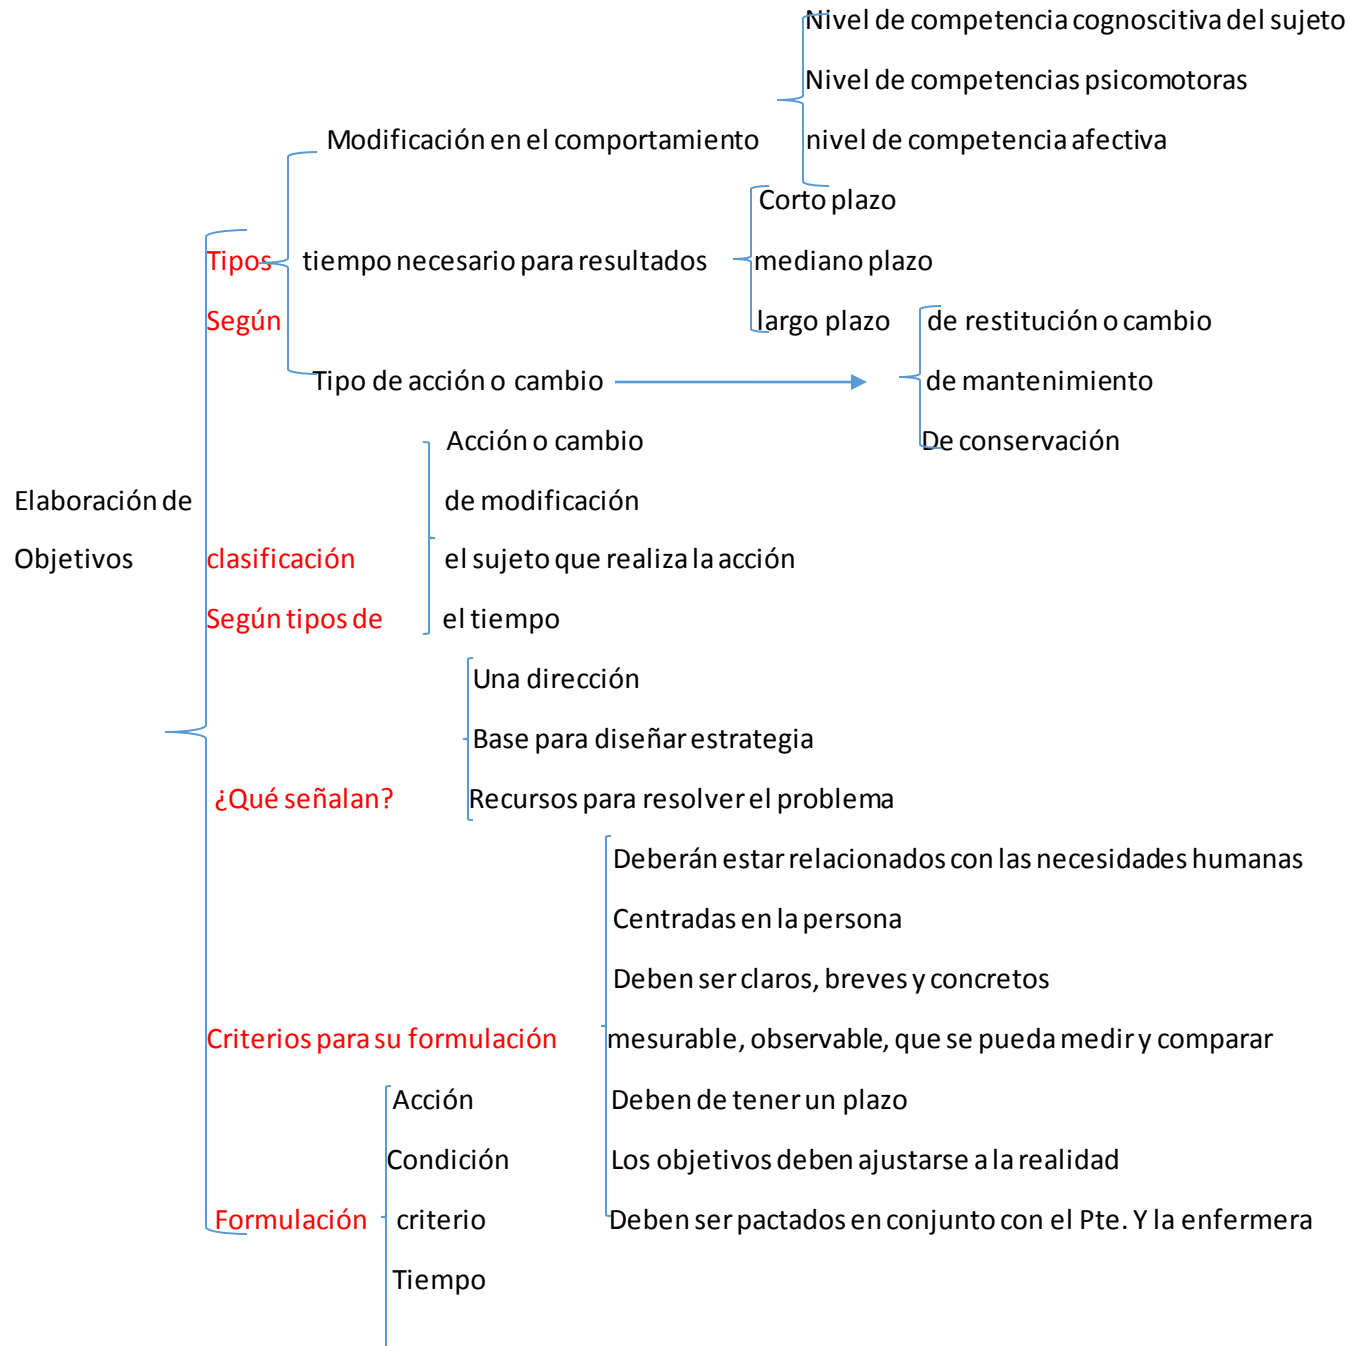 Nivel de competencia cognoscitiva del sujeto
Nivel de competencias psicomotoras
Modificación en el comportamiento nivel de competencia afectiva
Corto plazo
Tipos tiempo necesario para resultados mediano plazo
Según largo plazo de restitución o cambio
Tipo de acción o cambio de mantenimiento
Acción o cambio De conservación
Elaboración de de modificación
Objetivos clasificación el sujeto que realiza la acción
Según tipos de el tiempo
Una dirección
Base para diseñar estrategia
¿Qué señalan? Recursos para resolver el problema
Deberán estar relacionados con las necesidades humanas
Centradas en la persona
Deben ser claros, breves y concretos
Criterios para su formulación mesurable, observable, que se pueda medir y comparar
Acción Deben de tener un plazo
Condición Los objetivos deben ajustarse a la realidad
Formulación criterio Deben ser pactados en conjunto con el Pte. Y la enfermera
Tiempo